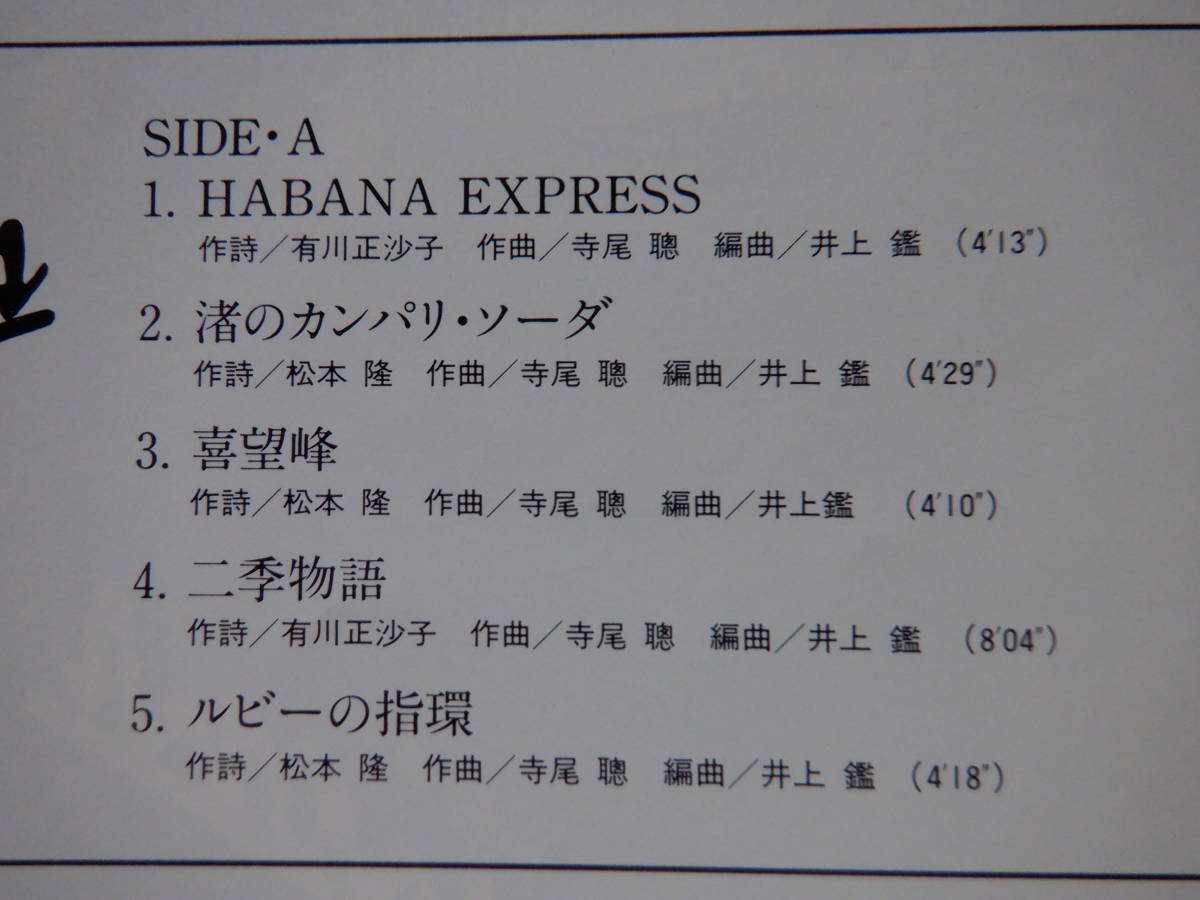 SIDE・A
1. HABANA EXPRESS
作詩／有川正沙子　作曲／寺尾 聰　編曲／井上 鑑　(4'13")
2. 渚のカンパリ・ソーダ
作詩／松本 隆　作曲／寺尾 聰　編曲／井上 鑑　(4'29")
3. 喜望峰
作詩／松本 隆　作曲／寺尾 聰　編曲／井上鑑　(4'10")
4. 二季物語
作詩／有川正沙子　作曲／寺尾 聰　編曲／井上 鑑　(8'04")
5. ルビーの指環
作詩／松本 隆　作曲／寺尾 聰　編曲／井上 鑑　(4'18")